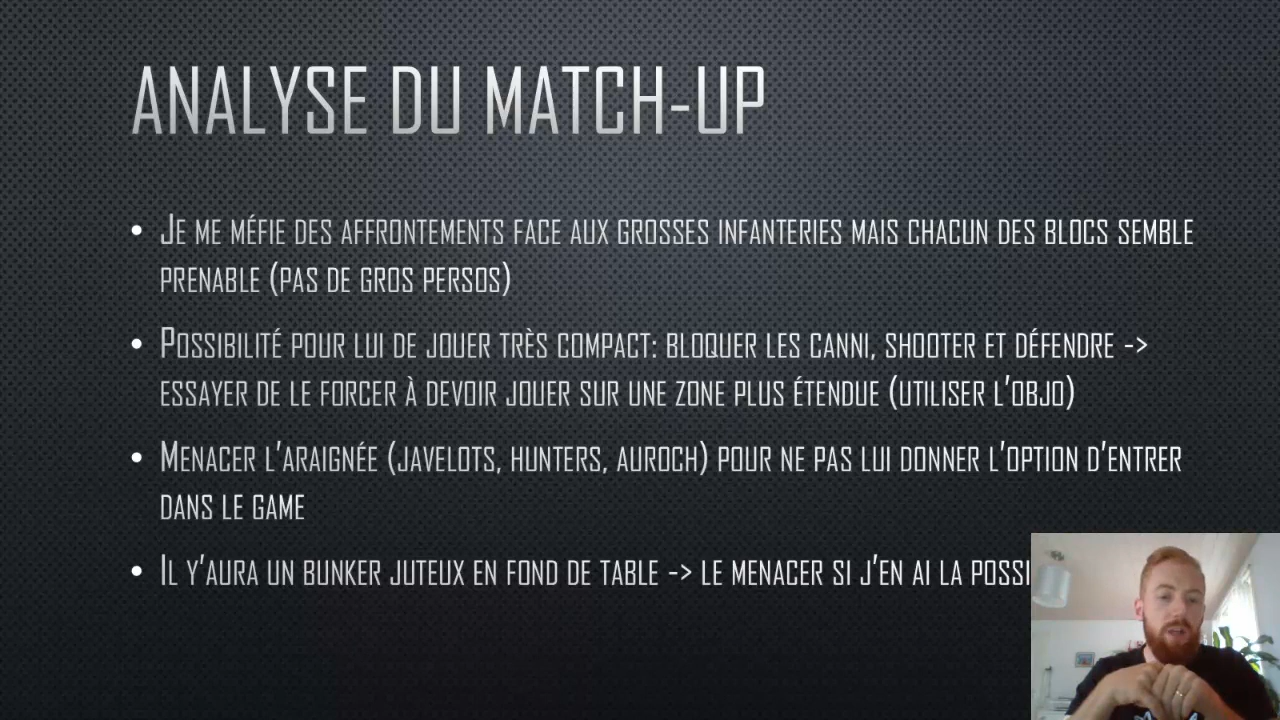 ANALYSE DU MATCH-UP
• JE ME MÉFIE DES AFFRONTEMENTS FACE AUX GROSSES INFANTERIES MAIS CHACUN DES BLOCS SEMBLE
PRENABLE (PAS DE GROS PERSOS)
• POSSIBILITÉ POUR LUI DE JOUER TRÈS COMPACT: BLOQUER LES CANNI, SHOOTER ET DÉFENDRE ->
ESSAYER DE LE FORCER À DEVOIR JOUER SUR UNE ZONE PLUS ÉTENDUE (UTILISER L'OBJO)
• MENACER L'ARAIGNÉE (JAVELOTS, HUNTERS, AUROCH) POUR NE PAS LUI DONNER L'OPTION D'ENTRER
DANS LE GAME
• IL Y'AURA UN BUNKER JUTEUX EN FOND DE TABLE -> LE MENACER SI J'EN AI LA POSSI